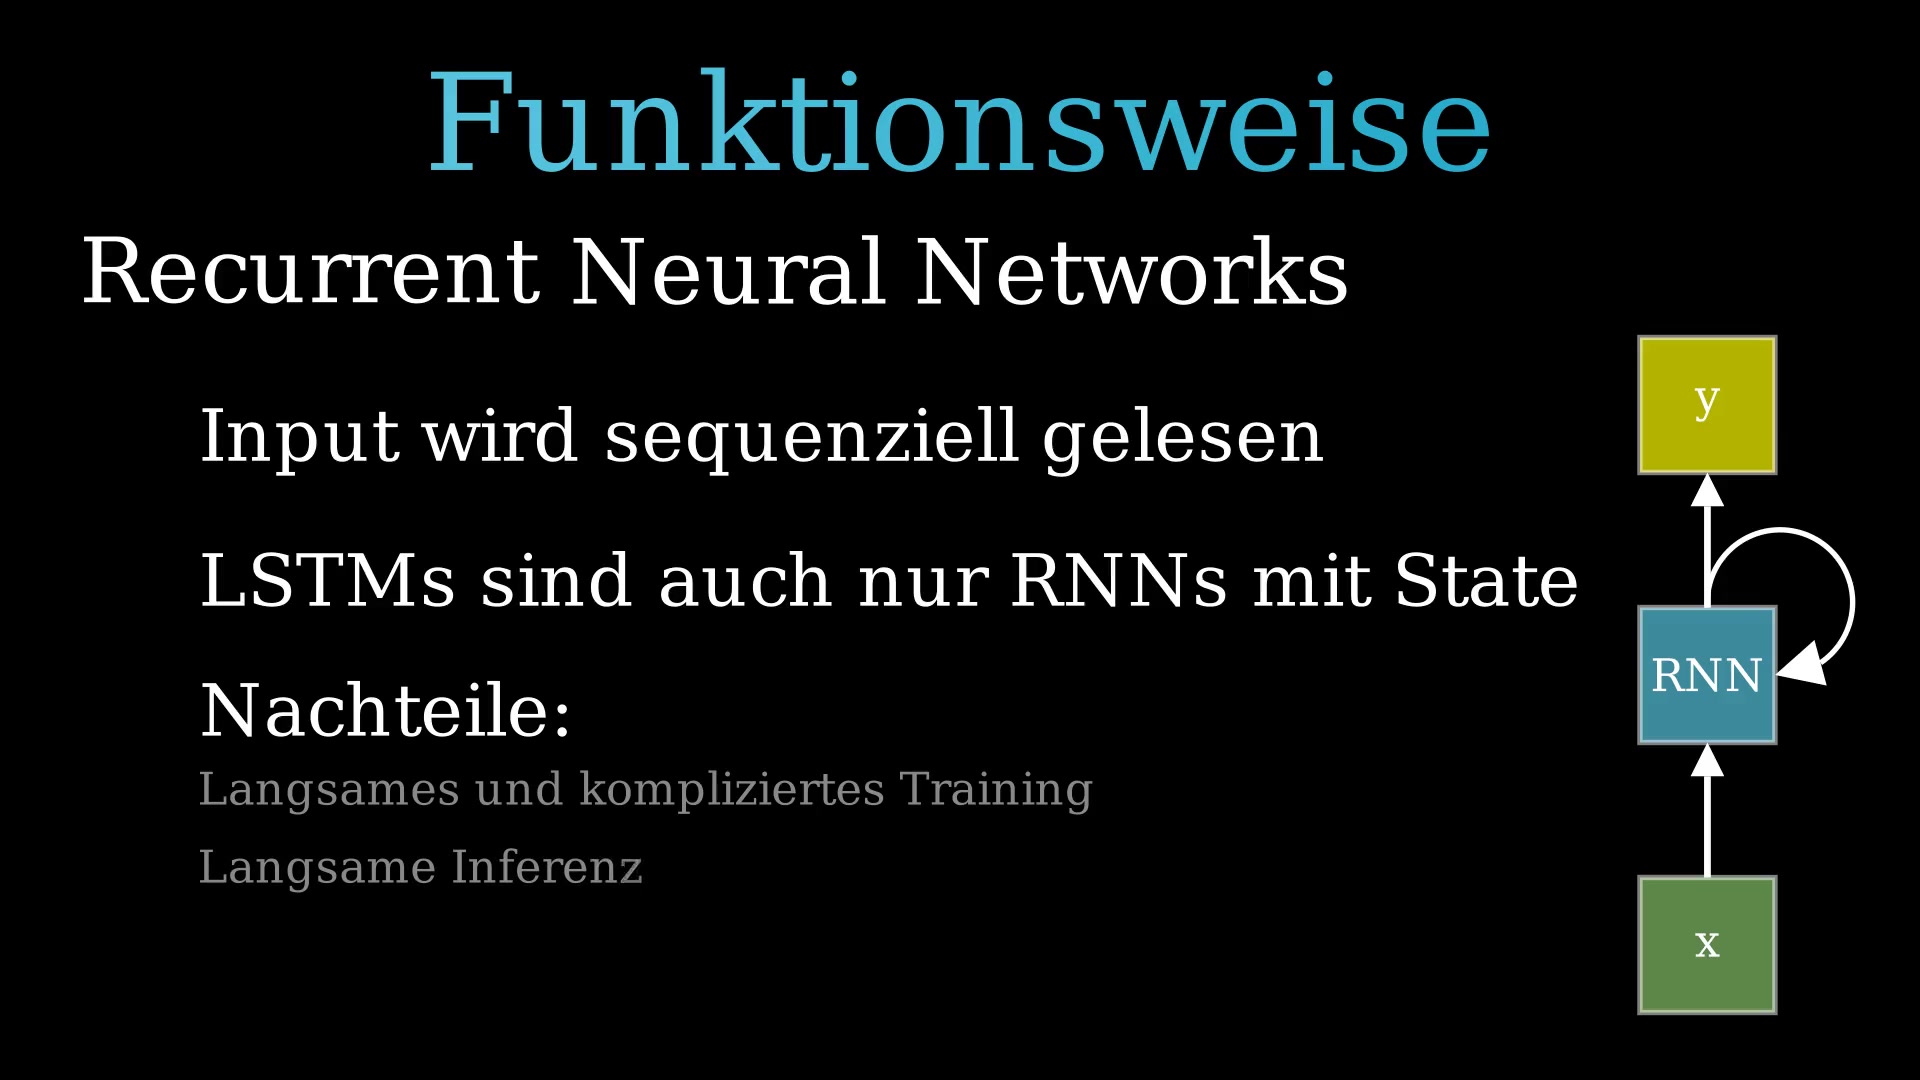 Funktionsweise
Recurrent Neural Networks
Input wird sequenziell gelesen
LSTMs sind auch nur RNNs mit State
Nachteile:
Langsames und kompliziertes Training
Langsame Inferenz
y
RNN
x